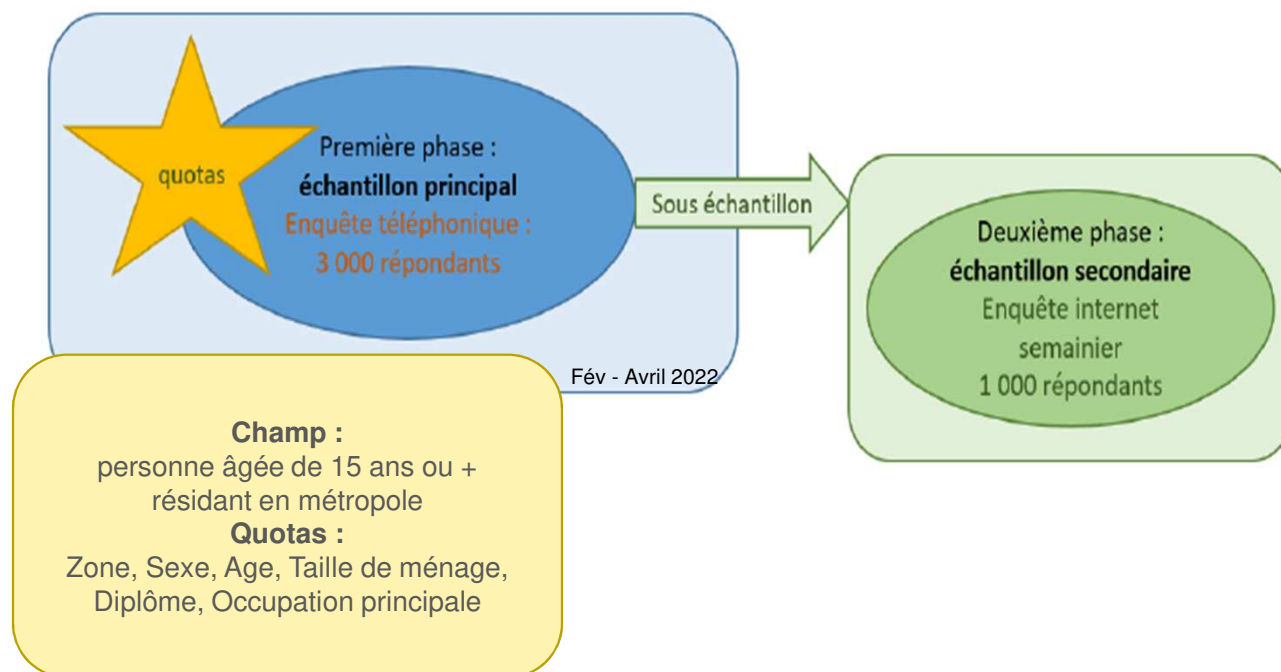 quotas
Première phase :
échantillon principal
Enquête téléphonique :
3 000 répondants
Sous échantillon
Deuxième phase :
échantillon secondaire
Enquête internet
semainier
1 000 répondants
Fév - Avril 2022
Champ :
personne âgée de 15 ans ou +
résidant en métropole
Quotas :
Zone, Sexe, Age, Taille de ménage,
Diplôme, Occupation principale